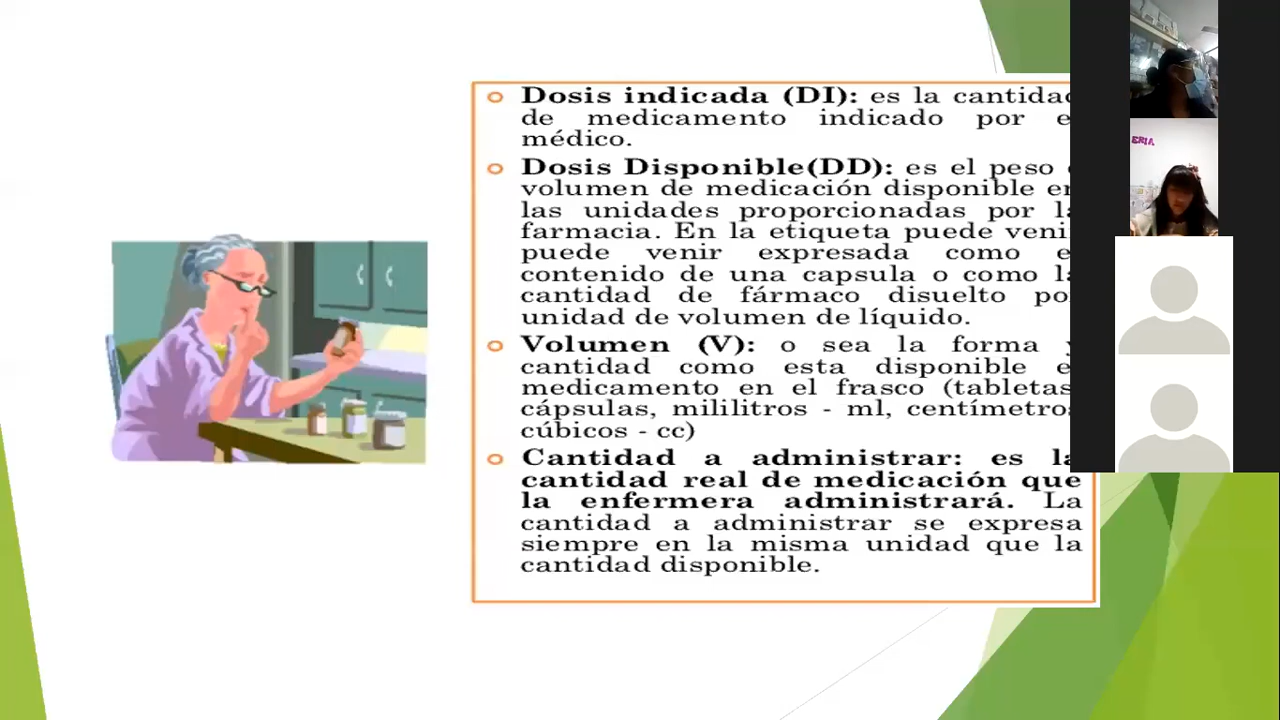 Dosis indicada (DI): es la cantidad
de medicamento indicado por e
médico.
Dosis Disponible(DD): es el peso
volumen de medicación disponible en
las unidades proporcionadas por la
farmacia. En la etiqueta puede veni
puede venir expresada como e
contenido de una capsula o como la
cantidad de fármaco disuelto po
unidad de volumen de líquido.
Volumen (V): o sea la forma y
cantidad como esta disponible e
medicamento en el frasco (tabletas
cápsulas, mililitros - ml, centímetros
cúbicos - cc)
Cantidad a administrar: es la
cantidad real de medicación que
la enfermera administrará. La
cantidad a administrar se expresa
siempre en la misma unidad que la
cantidad disponible.
ERIA